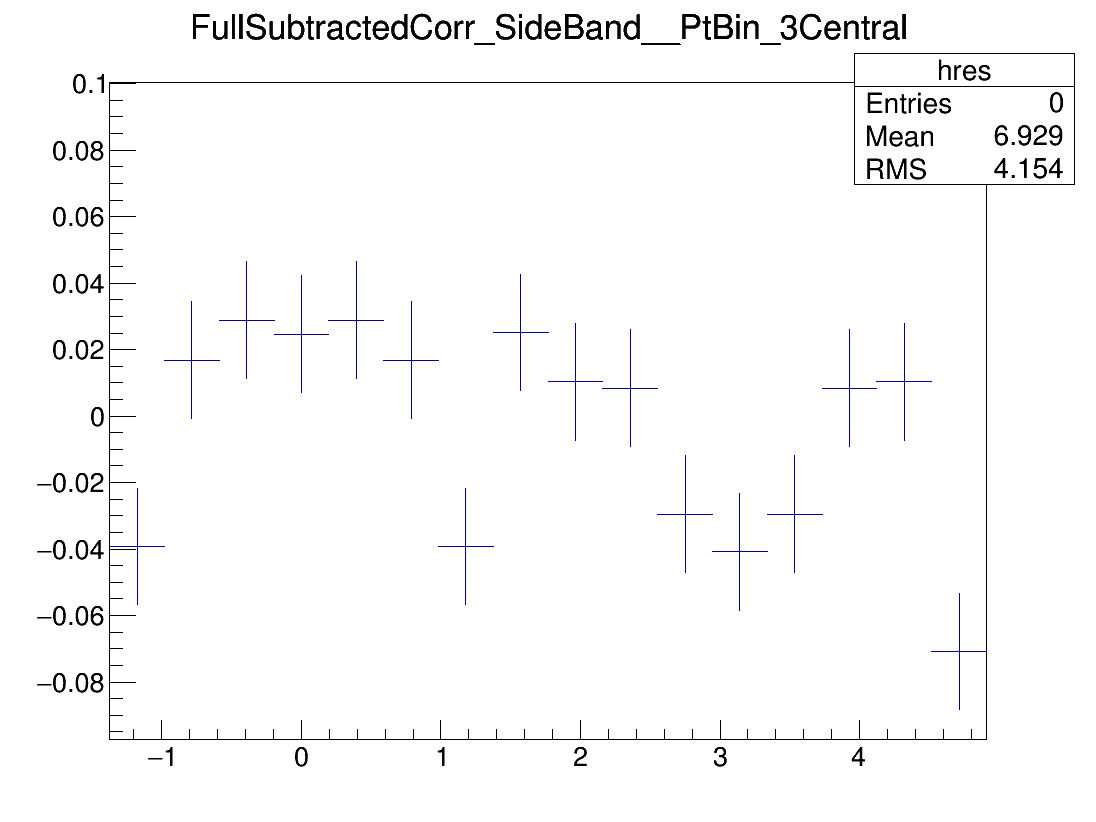 FullSubtractedCorr_SideBand__PtBin_3Central
hres
Entries 0
Mean 6.929
RMS 4.154
0.1
0.08
0.06
0.04
0.02
0
−0.02
−0.04
−0.06
−0.08
−1 0 1 2 3 4